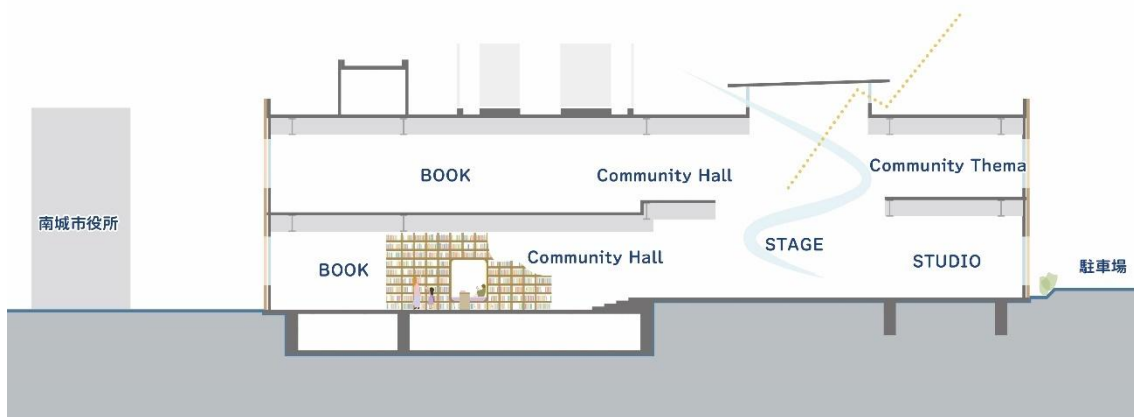 BOOK
Community Hall
Community Thema
南城市役所
BOOK
Community Hall
STAGE
STUDIO
駐車場